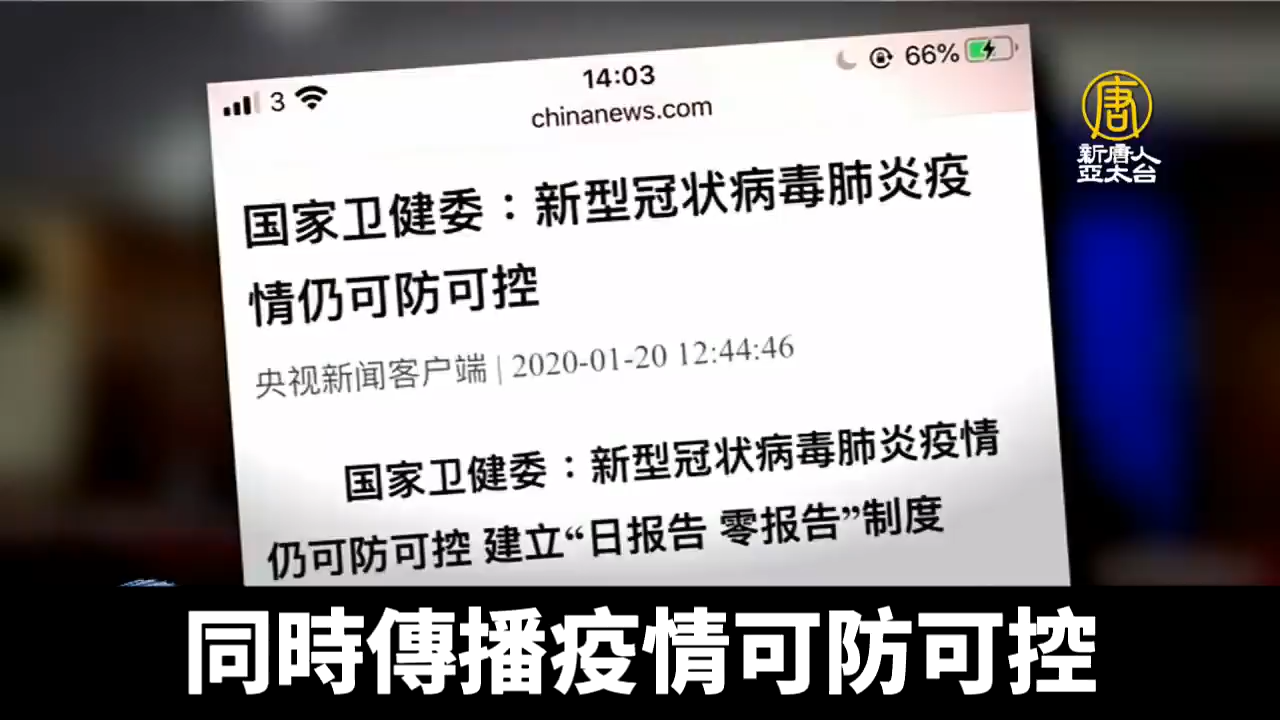 3
14:03
66%
chinanews.com
唐
新唐人
亞太台
国家卫健委：新型冠状病毒肺炎疫
情仍可防可控
央视新闻客户端 | 2020-01-20 12:44:46
国家卫健委：新型冠状病毒肺炎疫情
仍可防可控 建立“日报告 零报告”制度
同時傳播疫情可防可控